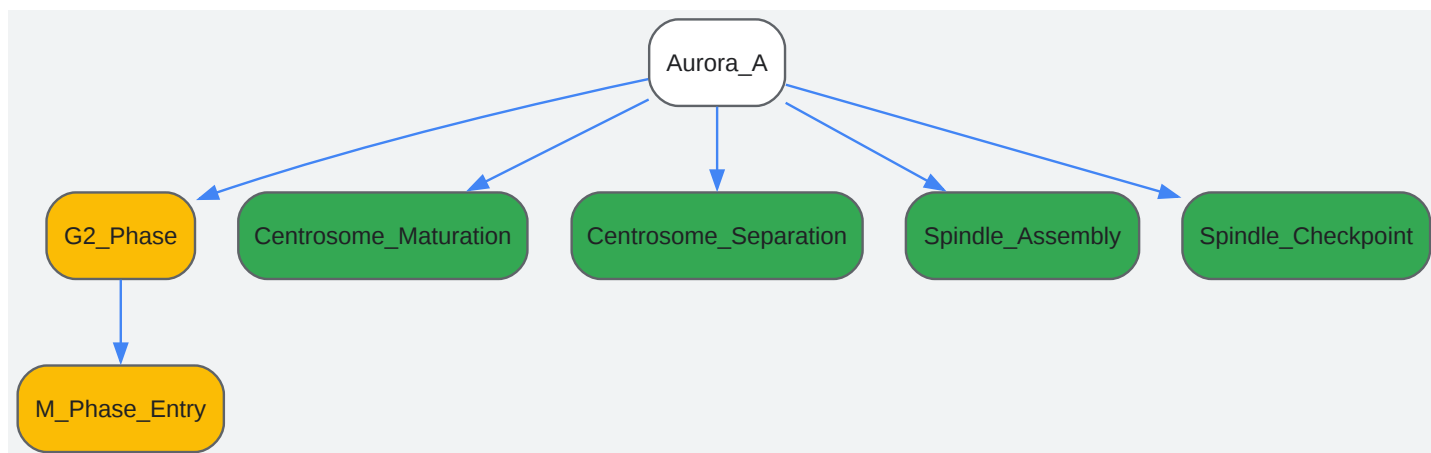 Aurora_A
G2_Phase
Centrosome_Maturation
Centrosome_Separation
Spindle_Assembly
Spindle_Checkpoint
M_Phase_Entry